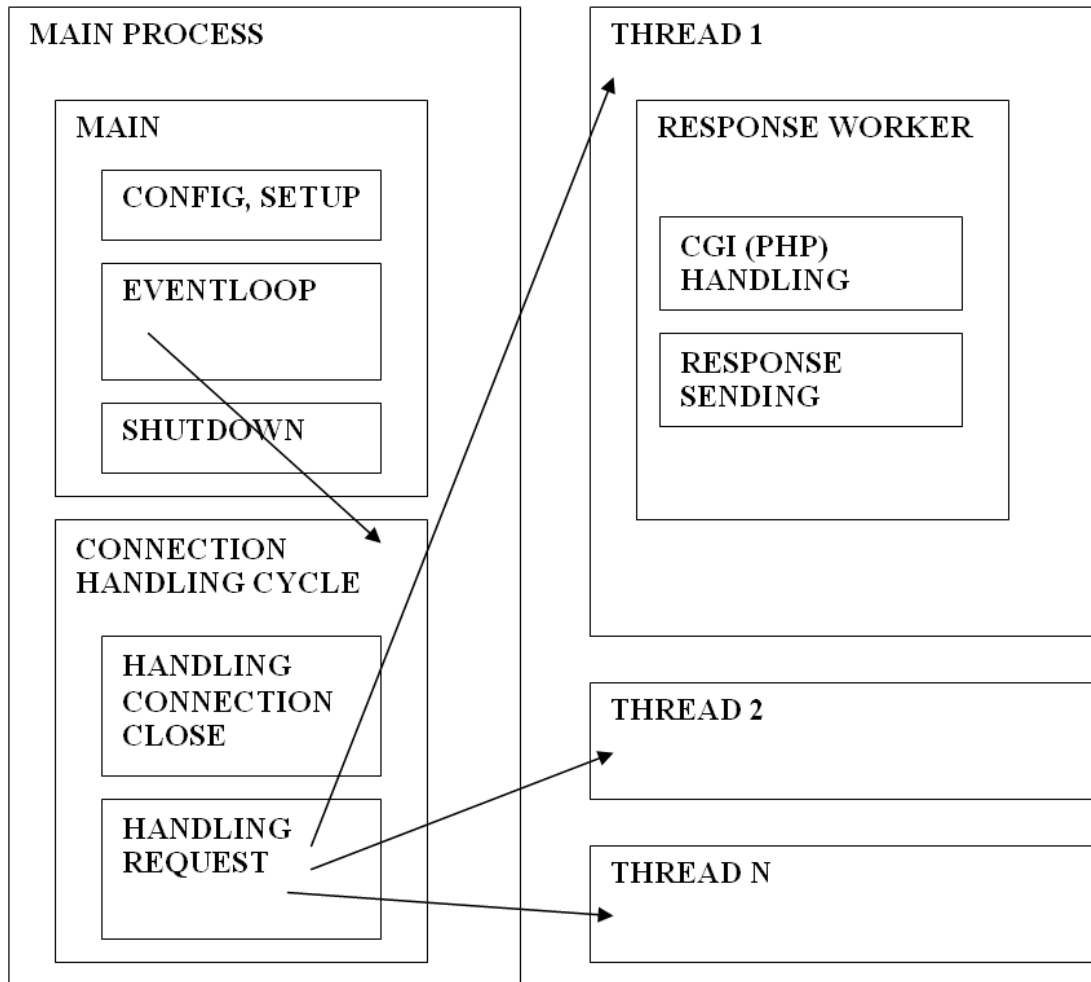 MAIN PROCESS
MAIN
CONFIG, SETUP
EVENTLOOP
SHUTDOWN
CONNECTION
HANDLING CYCLE
HANDLING
CONNECTION
CLOSE
HANDLING
REQUEST
THREAD 1
RESPONSE WORKER
CGI (PHP)
HANDLING
RESPONSE
SENDING
THREAD 2
THREAD N